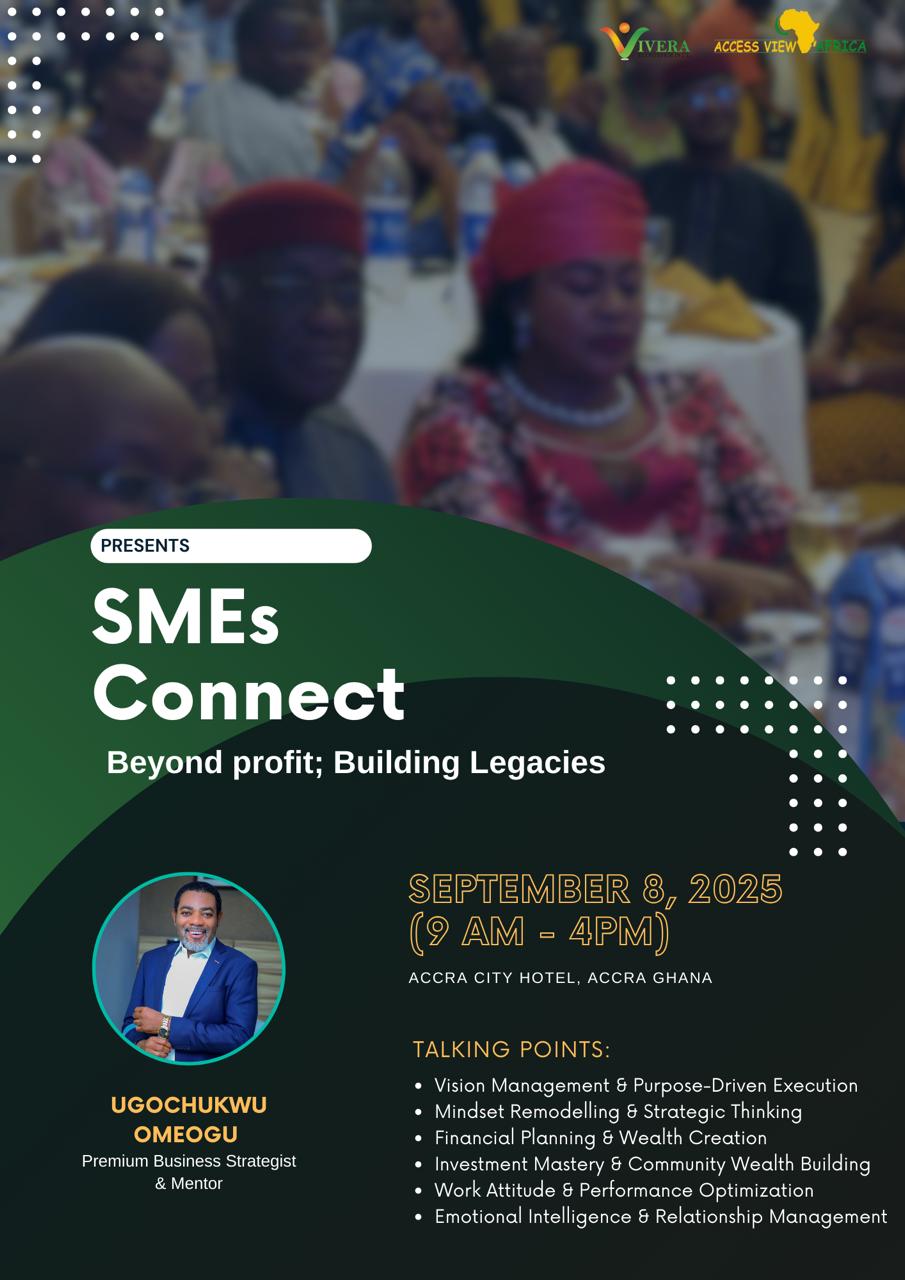 VIVERA
ACCESS VIEW AFRICA
PRESENTS
SMEs
Connect
Beyond profit; Building Legacies
SEPTEMBER 8, 2025
(9 AM - 4PM)
ACCRA CITY HOTEL, ACCRA GHANA
TALKING POINTS:
• Vision Management & Purpose-Driven Execution
• Mindset Remodelling & Strategic Thinking
• Financial Planning & Wealth Creation
• Investment Mastery & Community Wealth Building
• Work Attitude & Performance Optimization
• Emotional Intelligence & Relationship Management
UGOCHUKWU
OMEOGU
Premium Business Strategist
& Mentor